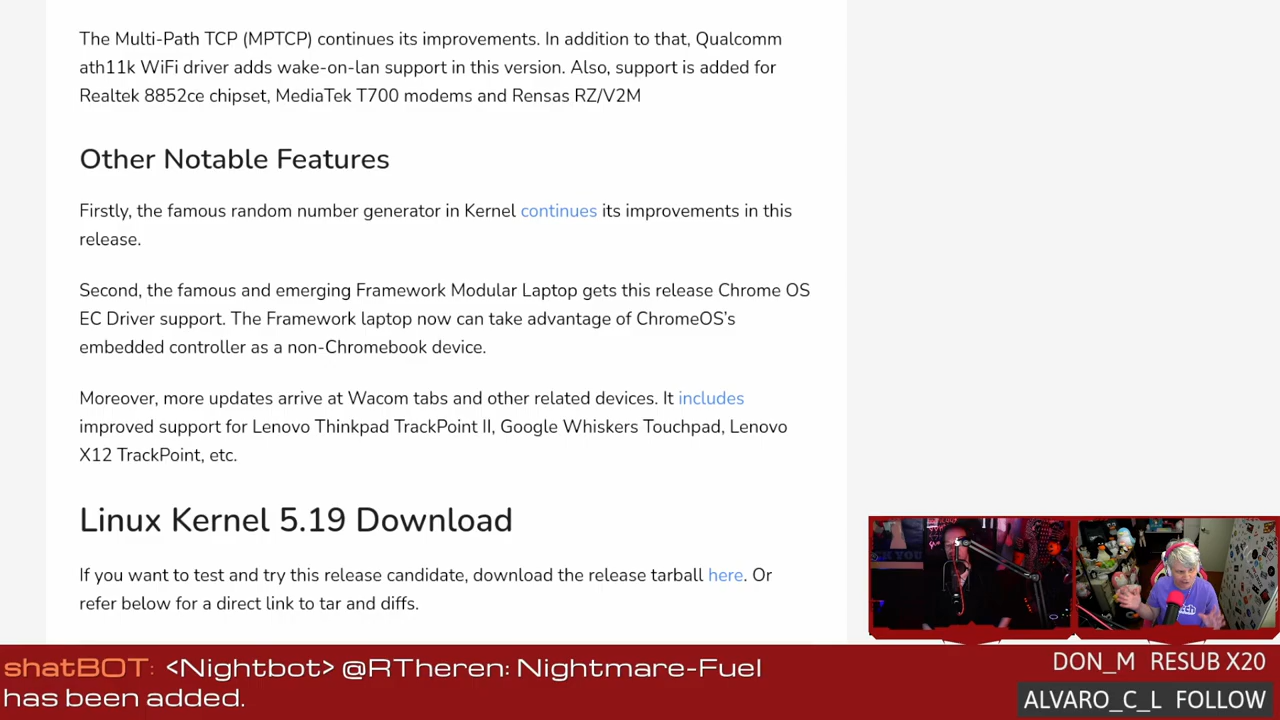 The Multi-Path TCP (MPTCP) continues its improvements. In addition to that, Qualcomm
ath11k WiFi driver adds wake-on-lan support in this version. Also, support is added for
Realtek 8852ce chipset, MediaTek T700 modems and Rensas RZ/V2M
Other Notable Features
Firstly, the famous random number generator in Kernel continues its improvements in this
release.
Second, the famous and emerging Framework Modular Laptop gets this release Chrome OS
EC Driver support. The Framework laptop now can take advantage of ChromeOS’s
embedded controller as a non-Chromebook device.
Moreover, more updates arrive at Wacom tabs and other related devices. It includes
improved support for Lenovo Thinkpad TrackPoint II, Google Whiskers Touchpad, Lenovo
X12 TrackPoint, etc.
Linux Kernel 5.19 Download
If you want to test and try this release candidate, download the release tarball here. Or
refer below for a direct link to tar and diffs.
shatBOT: <Nightbot> @RTheren: Nightmare-Fuel
has been added.
DON_M RESUB X20
ALVARO_C_L FOLLOW